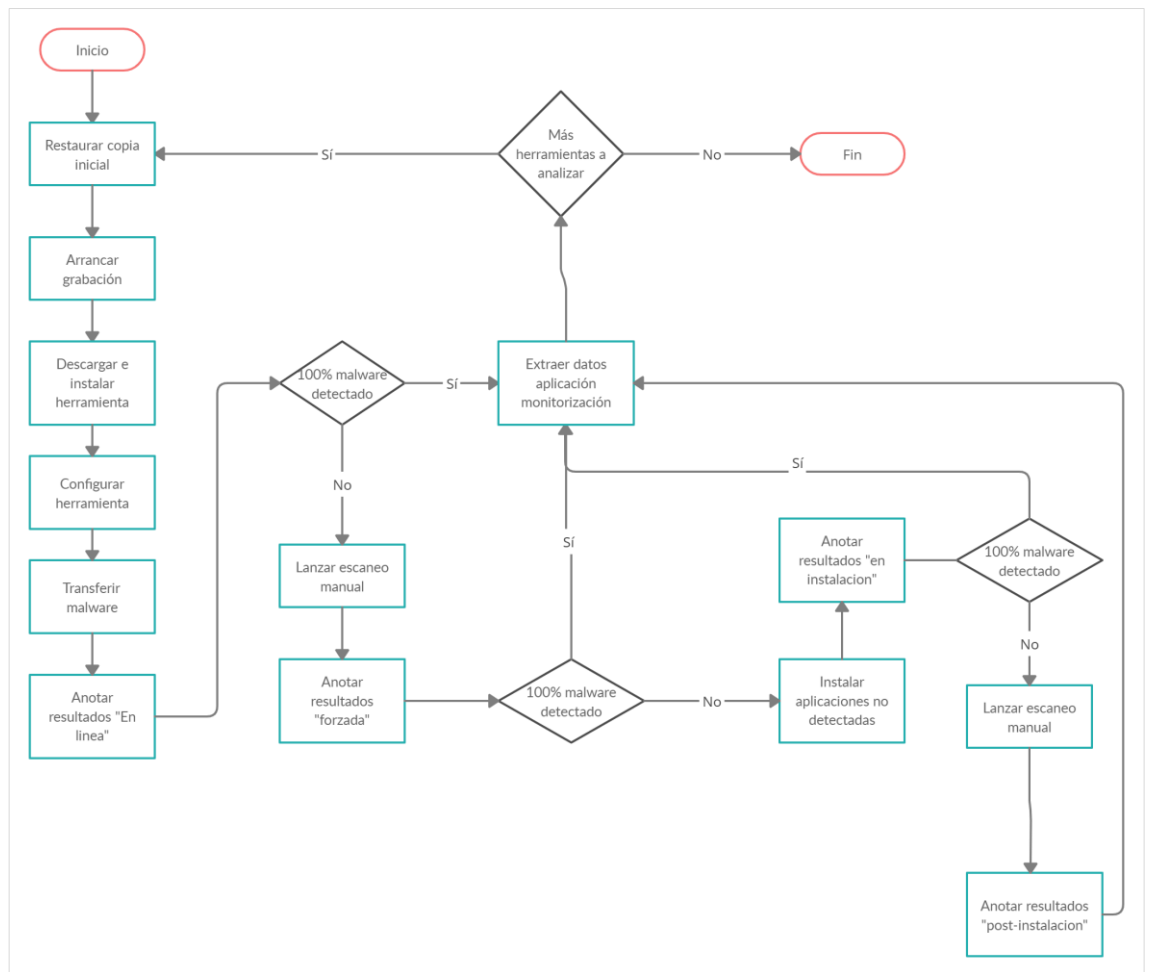 Inicio
Restaurar copia
inicial
Arrancar
grabación
Descargar e
instalar
herramienta
Configurar
herramienta
Transferir
malware
Anotar
resultados "En
linea"
100% malware
detectado
Sí
No
Lanzar escaneo
manual
Anotar
resultados
"forzada"
100% malware
detectado
Sí
No
Instalar
aplicaciones no
detectadas
Anotar
resultados "en
instalacion"
100% malware
detectado
Sí
No
Lanzar escaneo
manual
Anotar resultados
"post-instalacion"
Extraer datos
aplicación
monitorización
Más
herramientas a
analizar
Sí
No
Fin